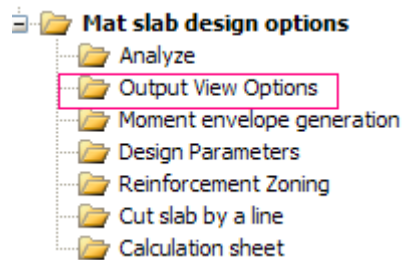 Mat slab design options
Analyze
Output View Options
Moment envelope generation
Design Parameters
Reinforcement Zoning
Cut slab by a line
Calculation sheet